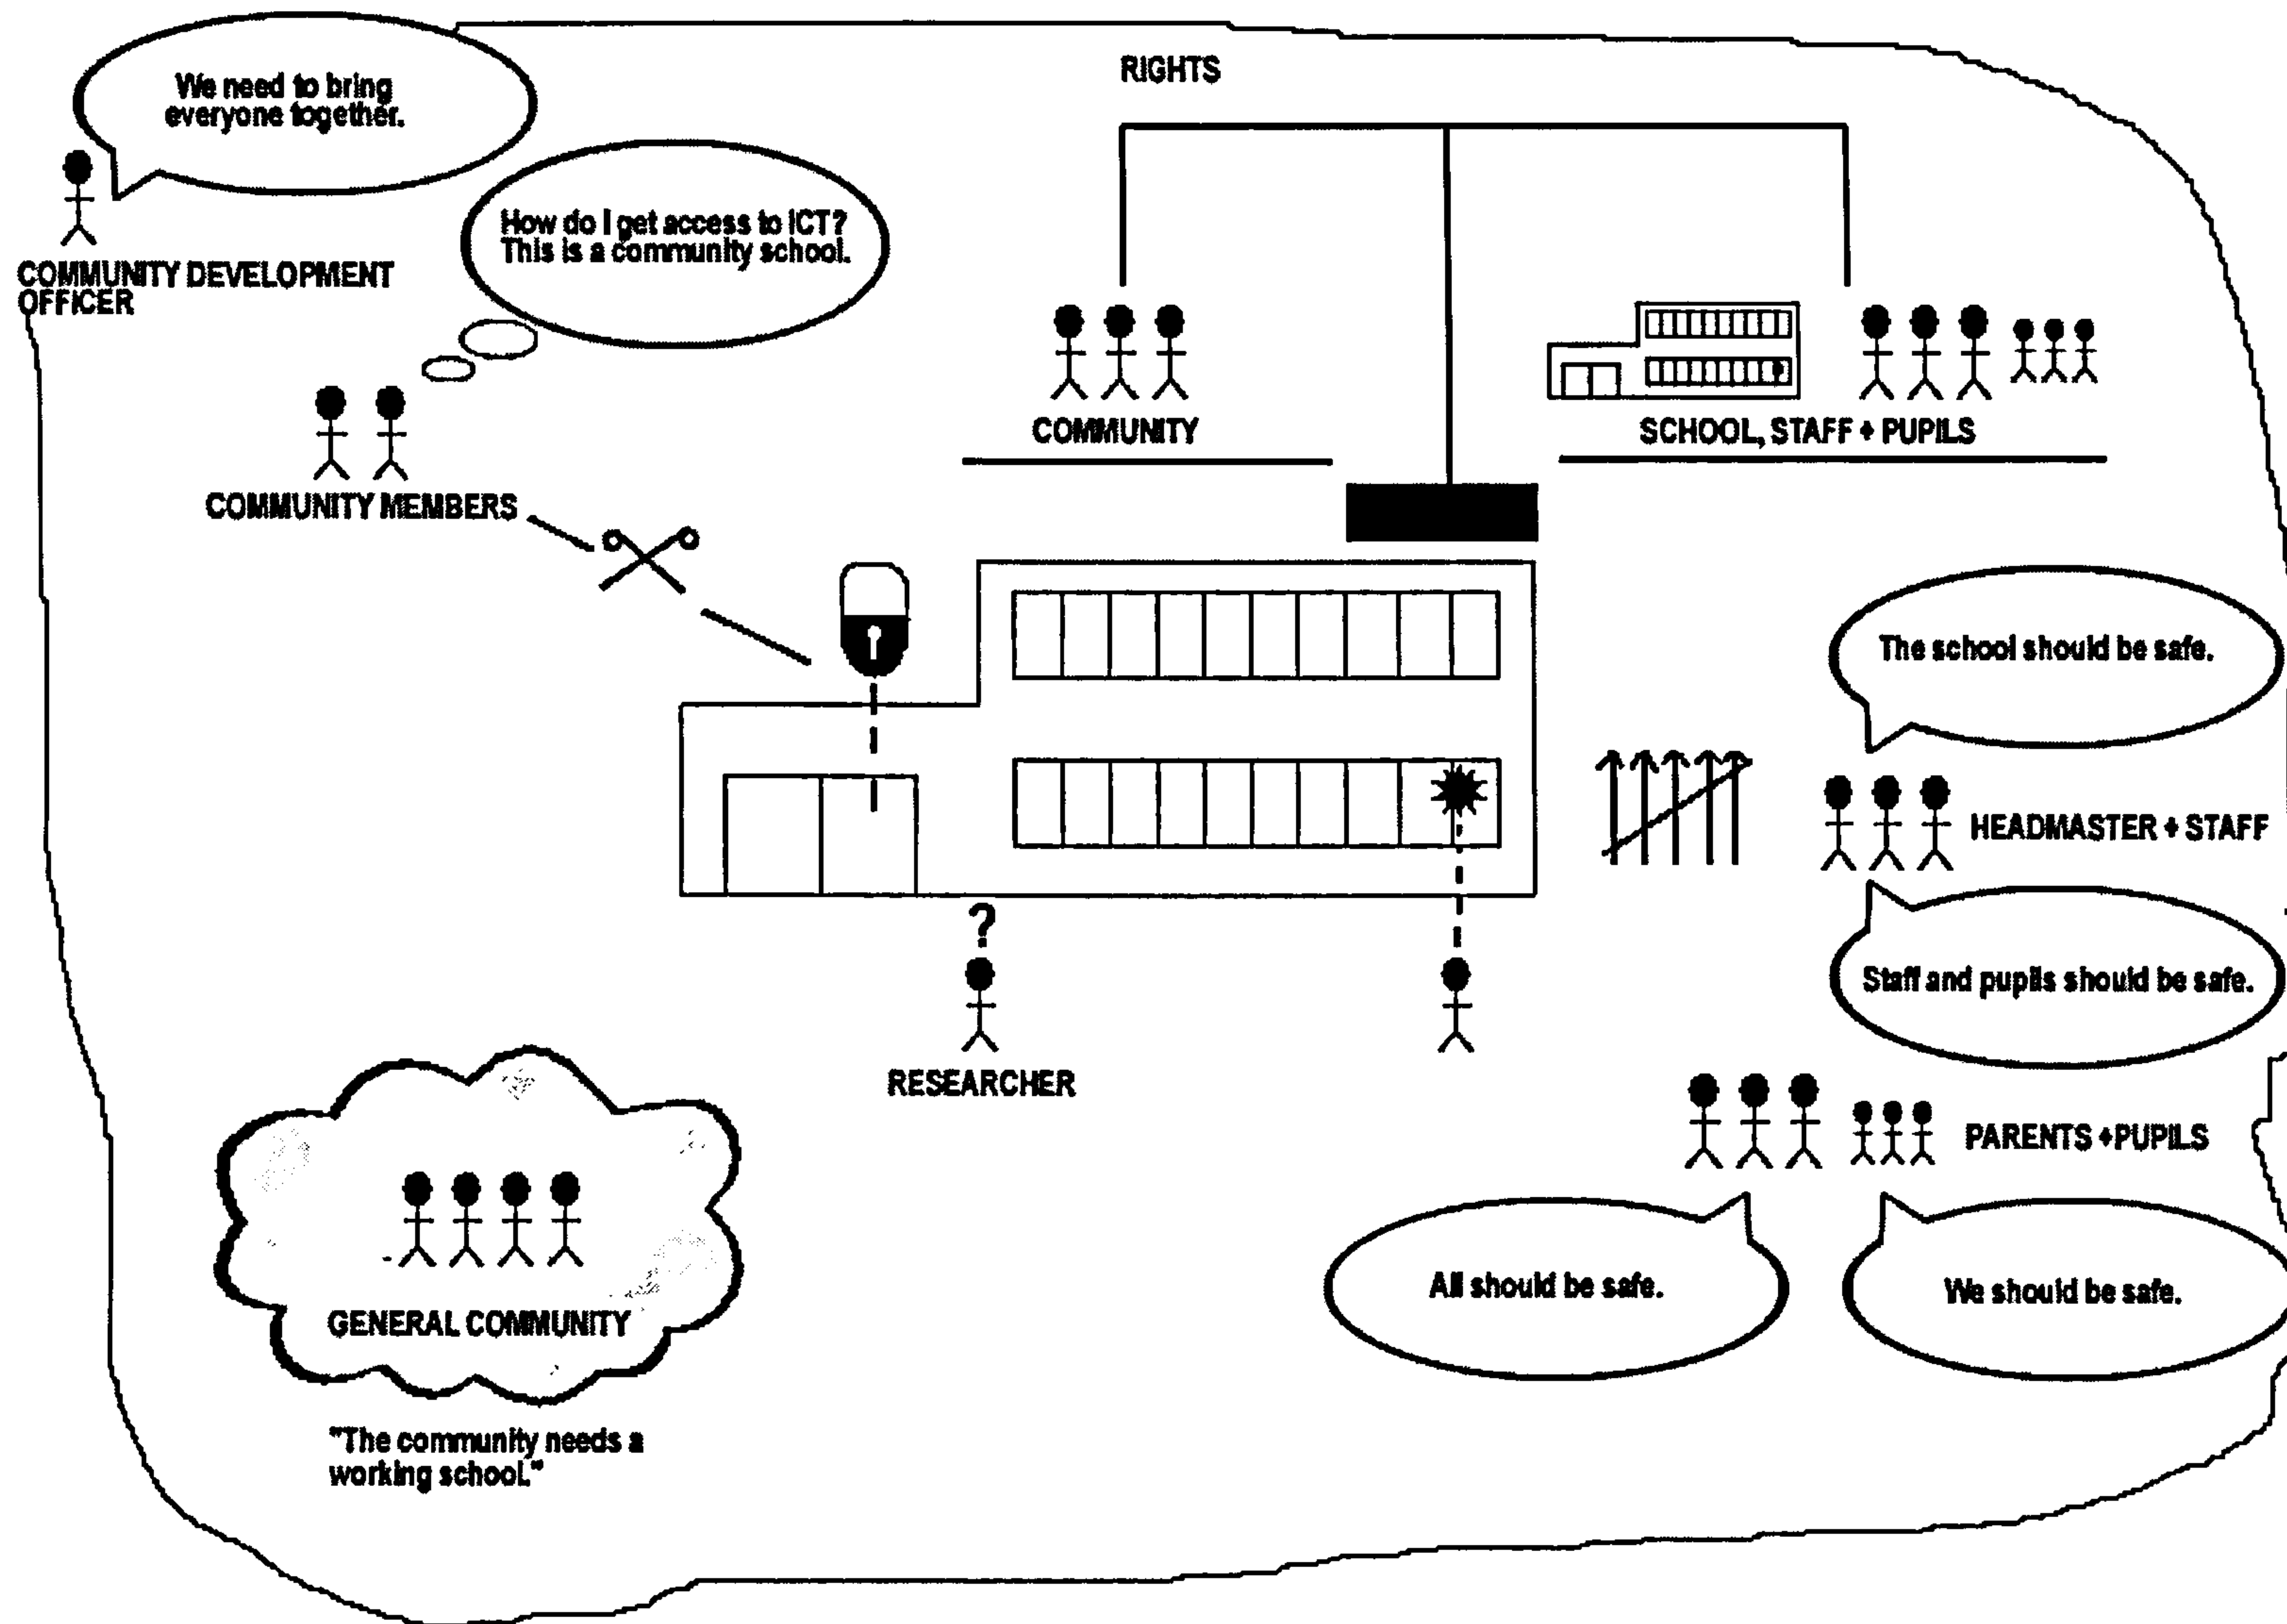 We need to bring
everyone together.
COMMUNITY DEVELOPMENT
OFFICER
How do I get access to ICT?
This is a community school.
COMMUNITY MEMBERS
RIGHTS
COMMUNITY
SCHOOL, STAFF + PUPILS
The school should be safe.
HEADMASTER + STAFF
Staff and pupils should be safe.
?
RESEARCHER
PARENTS +PUPILS
All should be safe.
We should be safe.
GENERAL COMMUNITY
"The community needs a
working school."